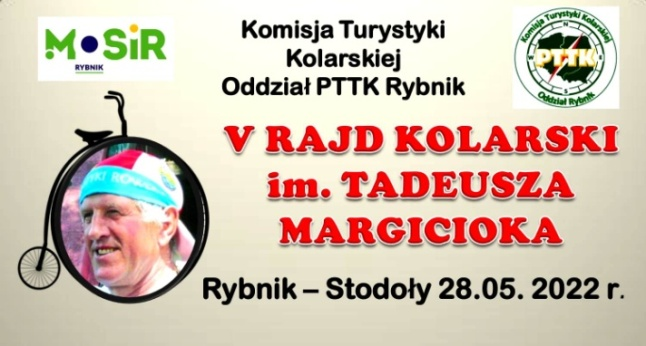 MOSiR
RYBNIK
Komisja Turystyki
Kolarskiej
Oddział PTTK Rybnik
Komisja Turystyki Kolarskiej
PTTK
Oddział Rybnik
V RAJD KOLARSKI
im. TADEUSZA
MARGICIOKA
Rybnik – Stodoły 28.05. 2022 r.